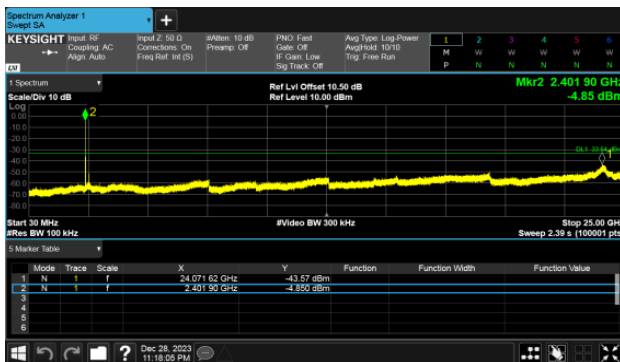 Spectrum Analyzer 1
Swept SA
KEYSIGHT Input: RF Input Z: 50 Ω #Atten: 10 dB PNO: Fast Avg Type: Log-Power 1 2 3 4 5 6
Coupling: AC Corrections: On Preamp: Off Gate: Off Avg|Hold: 10/10 M W W W W W
Align: Auto Freq Ref: Int (S) IF Gain: Low Trig: Free Run
Sig Track: Off P N N N N N
LXI
1 Spectrum Ref Lvl Offset 10.50 dB Mkr2 2.401 90 GHz
Scale/Div 10 dB Ref Level 10.00 dBm -4.85 dBm
Log
0.00 2
-10.0
-20.0
-30.0
-40.0 1
-50.0
-60.0
-70.0
-80.0
Start 30 MHz #Video BW 300 kHz Stop 25.00 GH
#Res BW 100 kHz Sweep 2.39 s (100001 pts
5 Marker Table
Mode Trace Scale X Y Function Function Width Function Value
1 N 1 f 24.071 62 GHz -43.57 dBm
2 N 1 f 2.401 90 GHz -4.850 dBm
3
4
5
6
? Dec 28, 2023
11:18:05 PM